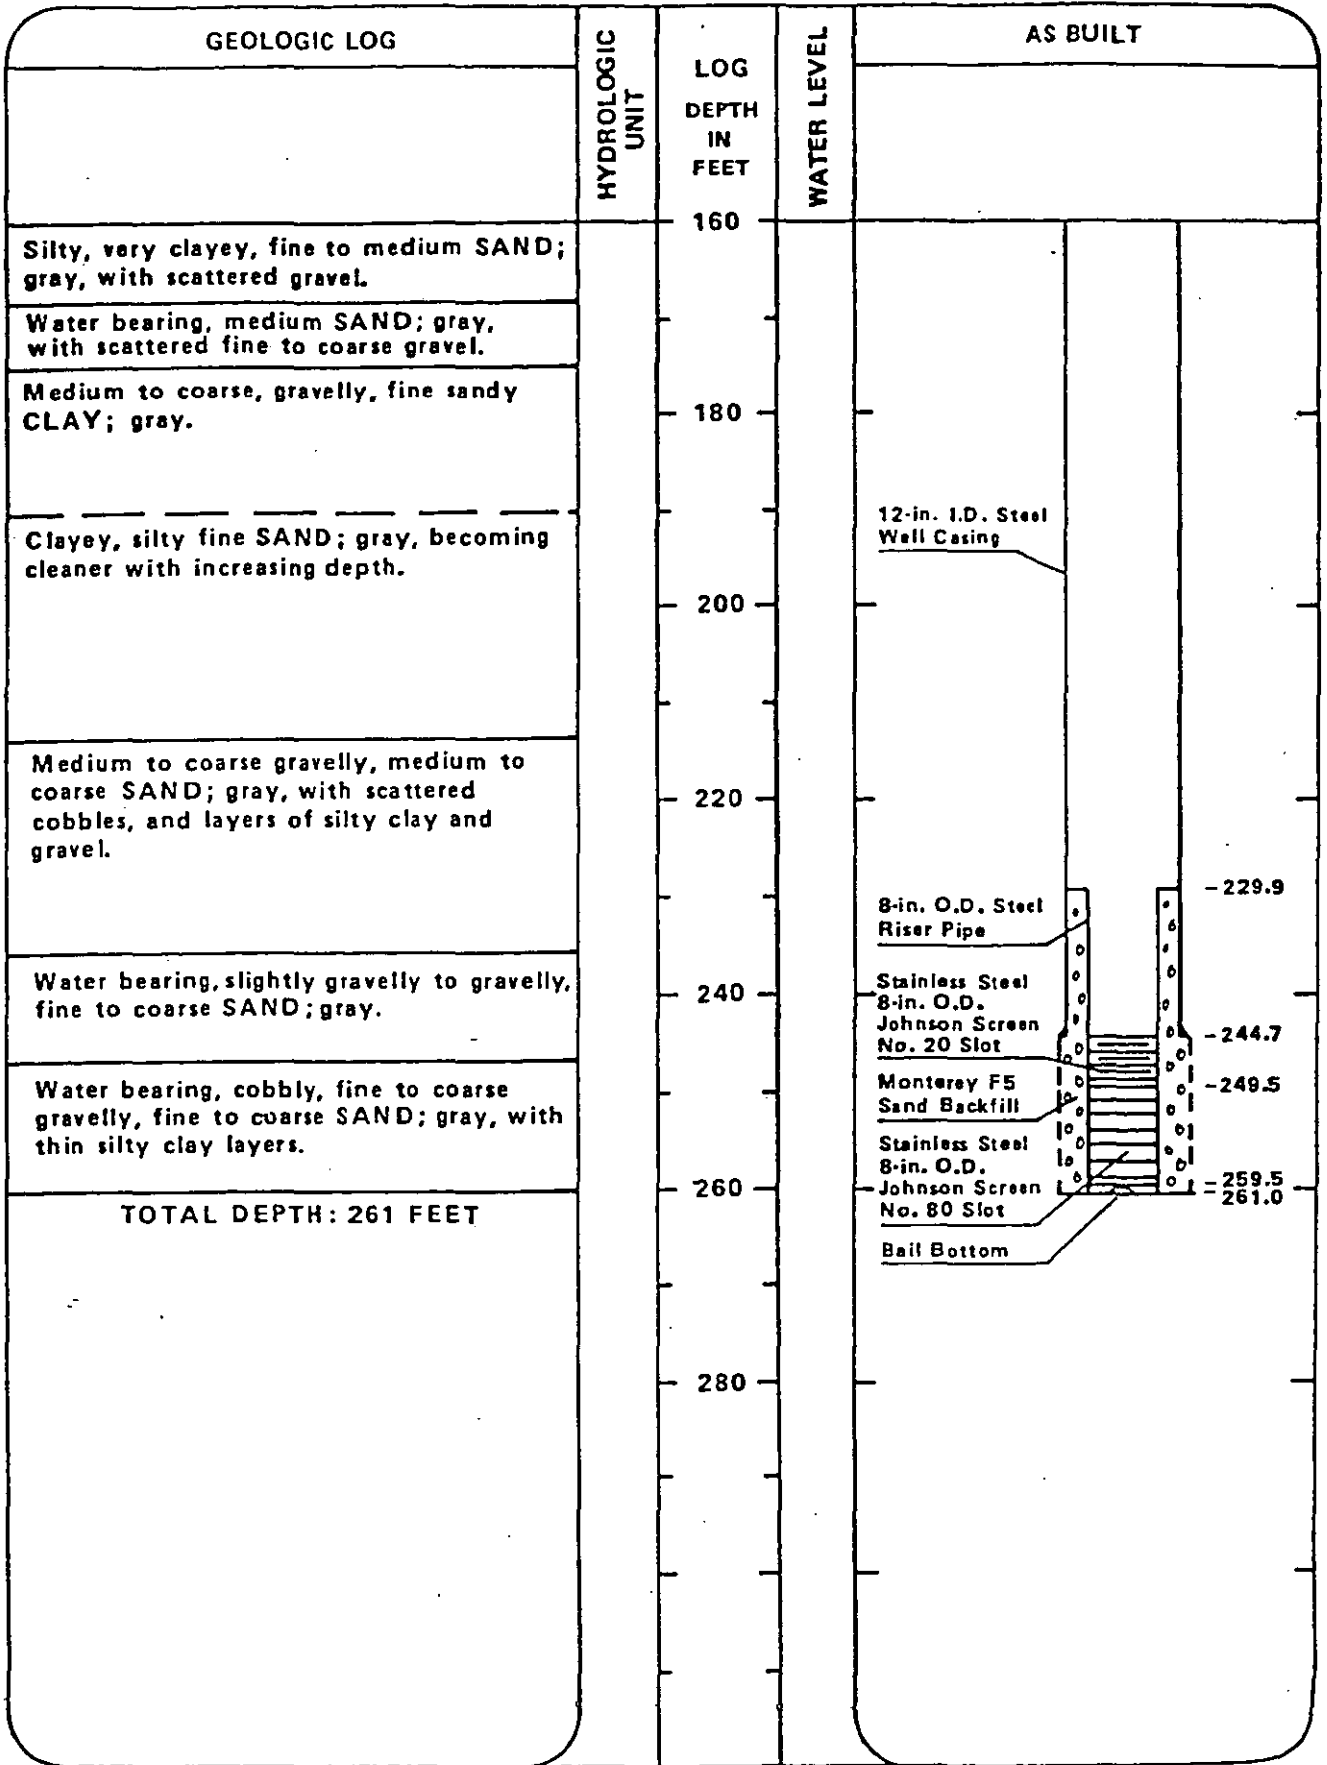 GEOLOGIC LOG
HYDROLOGIC
UNIT
LOG
DEPTH
IN
FEET
WATER LEVEL
AS BUILT
Silty, very clayey, fine to medium SAND;
gray, with scattered gravel.
Water bearing, medium SAND; gray,
with scattered fine to coarse gravel.
Medium to coarse, gravelly, fine sandy
CLAY; gray.
Clayey, silty fine SAND; gray, becoming
cleaner with increasing depth.
Medium to coarse gravelly, medium to
coarse SAND; gray, with scattered
cobbles, and layers of silty clay and
gravel.
Water bearing, slightly gravelly to gravelly,
fine to coarse SAND; gray.
Water bearing, cobbly, fine to coarse
gravelly, fine to coarse SAND; gray, with
thin silty clay layers.
TOTAL DEPTH: 261 FEET
160
180
200
220
240
260
280
12-in. I.D. Steel
Well Casing
8-in. O.D. Steel
Riser Pipe
Stainless Steel
8-in. O.D.
Johnson Screen
No. 20 Slot
Monterey F5
Sand Backfill
Stainless Steel
8-in. O.D.
Johnson Screen
No. 80 Slot
Bail Bottom
-229.9
-244.7
-249.5
-259.5
-261.0